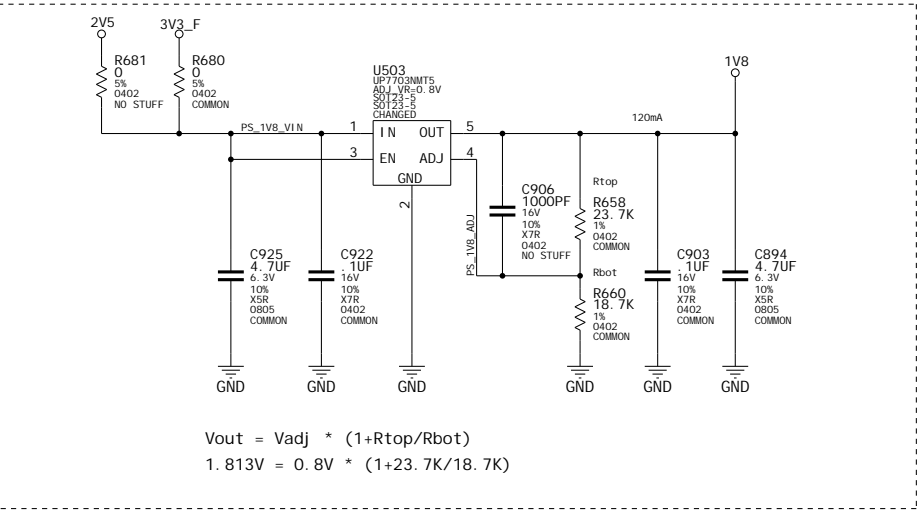 2V5
3V3_F
R681
0
5%
0402
NO STUFF
R680
0
5%
0402
COMMON
U503
UP7703NMT5
ADJ_VR=0.8V
SOT23-5
SOT23-5
CHANGED
1V8
120mA
PS_1V8_VIN
1
IN
OUT
5
3
EN
ADJ
4
GND
2
PS_1V8_ADJ
C906
1000PF
16V
10%
X7R
0402
NO STUFF
Rtop
R658
23.7K
1%
0402
COMMON
Rbot
R660
18.7K
1%
0402
COMMON
C925
4.7UF
6.3V
10%
X5R
0805
COMMON
C922
.1UF
16V
10%
X7R
0402
COMMON
C903
.1UF
16V
10%
X7R
0402
COMMON
C894
4.7UF
6.3V
10%
X5R
0805
COMMON
GND
GND
GND
GND
GND
GND
Vout = Vadj * (1+Rtop/Rbot)
1.813V = 0.8V * (1+23.7K/18.7K)